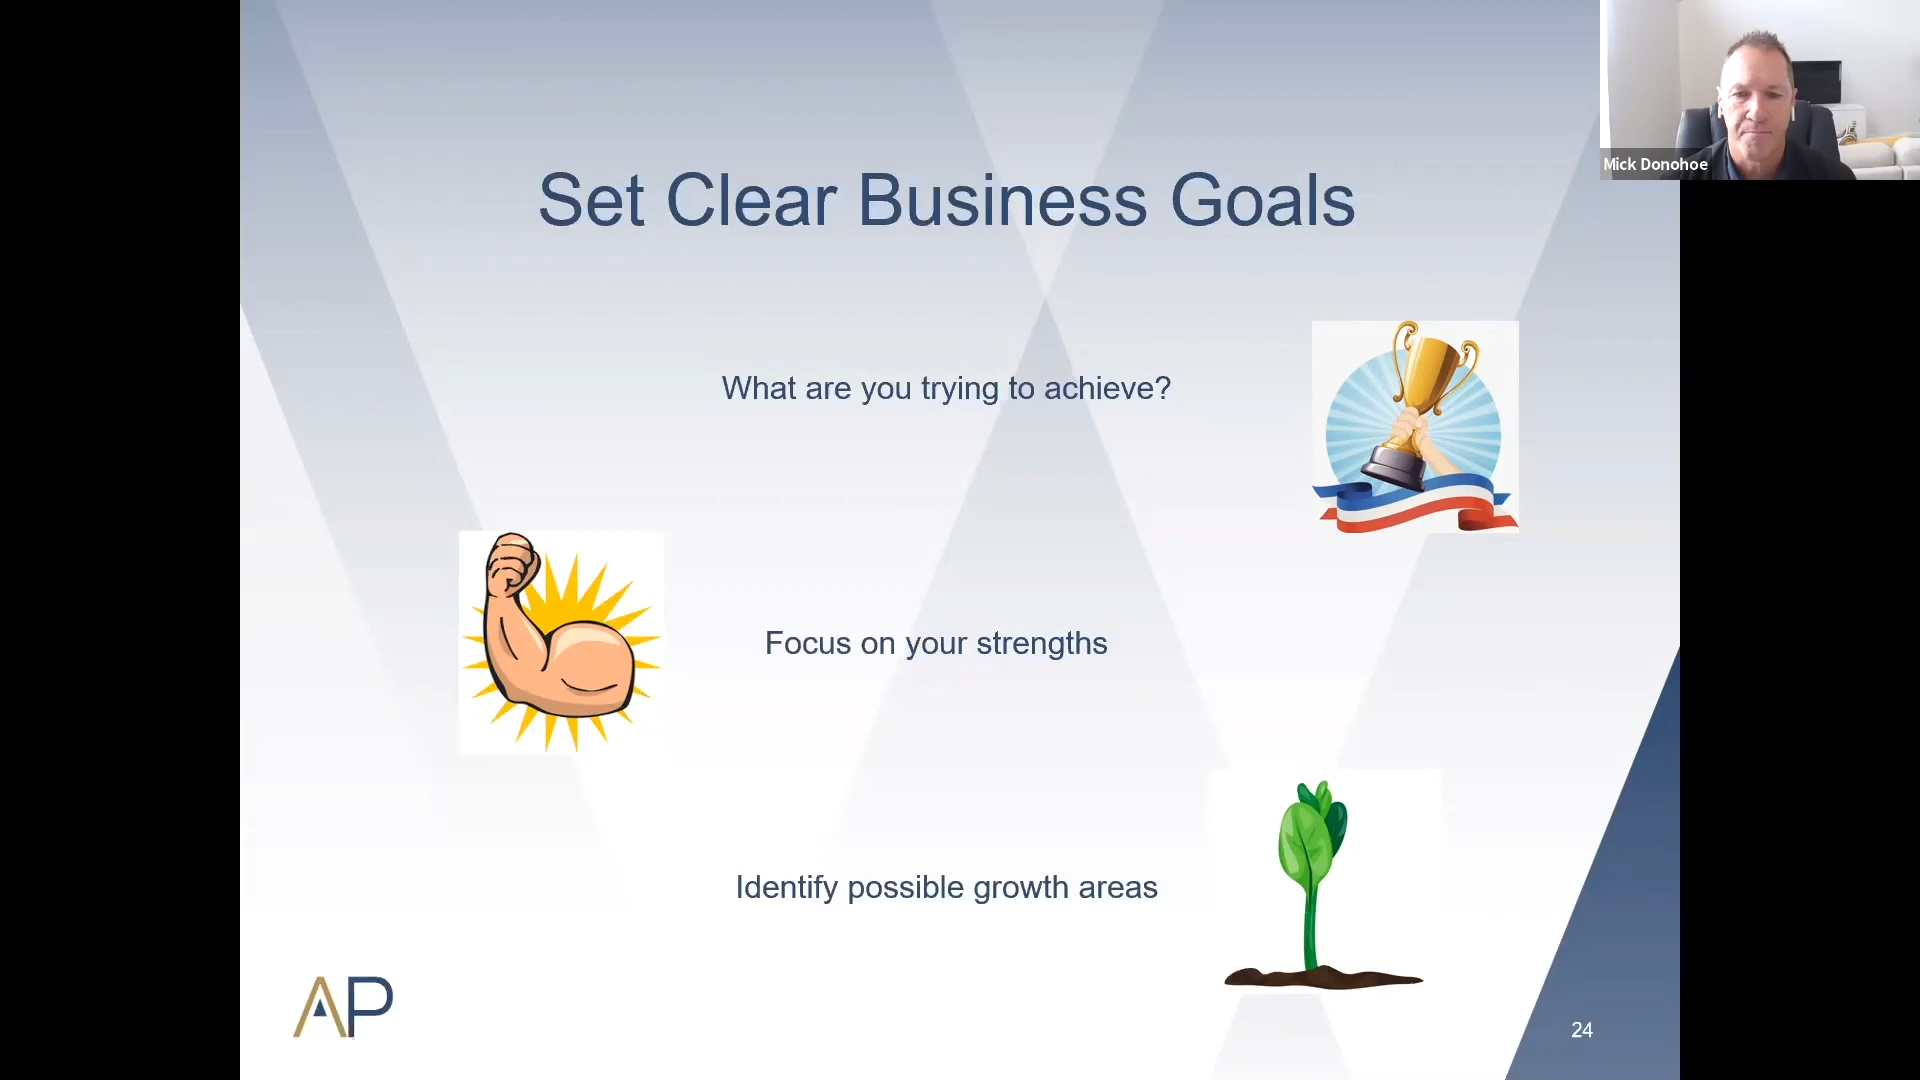 Mick Donohoe
Set Clear Business Goals
What are you trying to achieve?
Focus on your strengths
Identify possible growth areas
AP
24